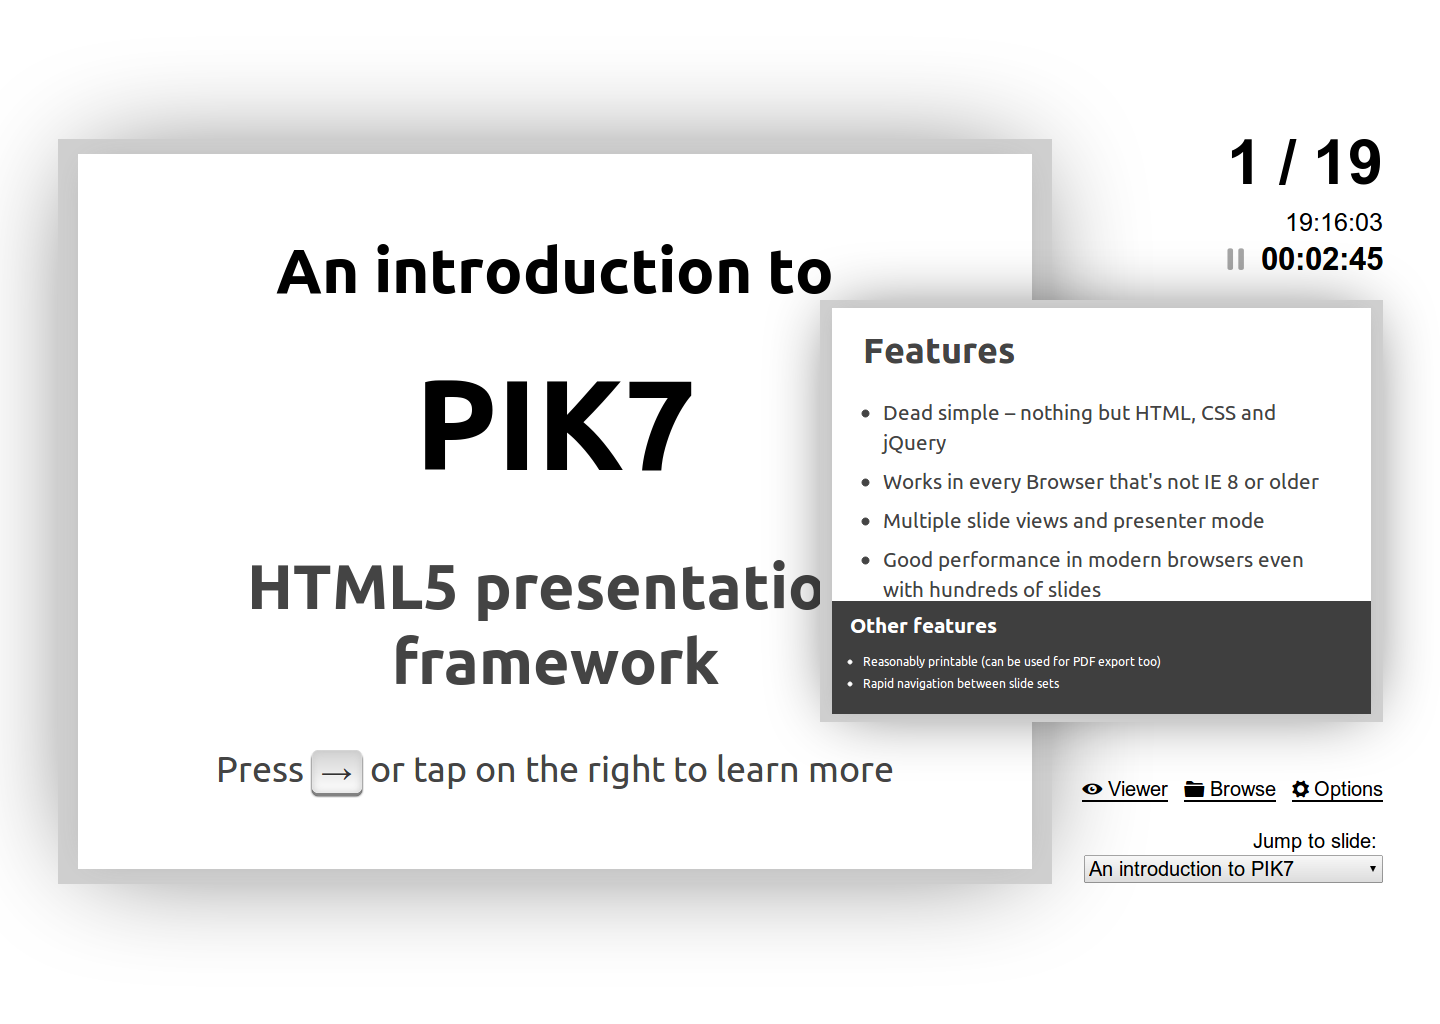 An introduction to
PIK7
HTML5 presentatio
framework
Press → or tap on the right to learn more
1 / 19
19:16:03
00:02:45
Features
• Dead simple – nothing but HTML, CSS and
jQuery
• Works in every Browser that's not IE 8 or older
• Multiple slide views and presenter mode
• Good performance in modern browsers even
with hundreds of slides
Other features
• Reasonably printable (can be used for PDF export too)
• Rapid navigation between slide sets
Viewer Browse Options
Jump to slide:
An introduction to PIK7